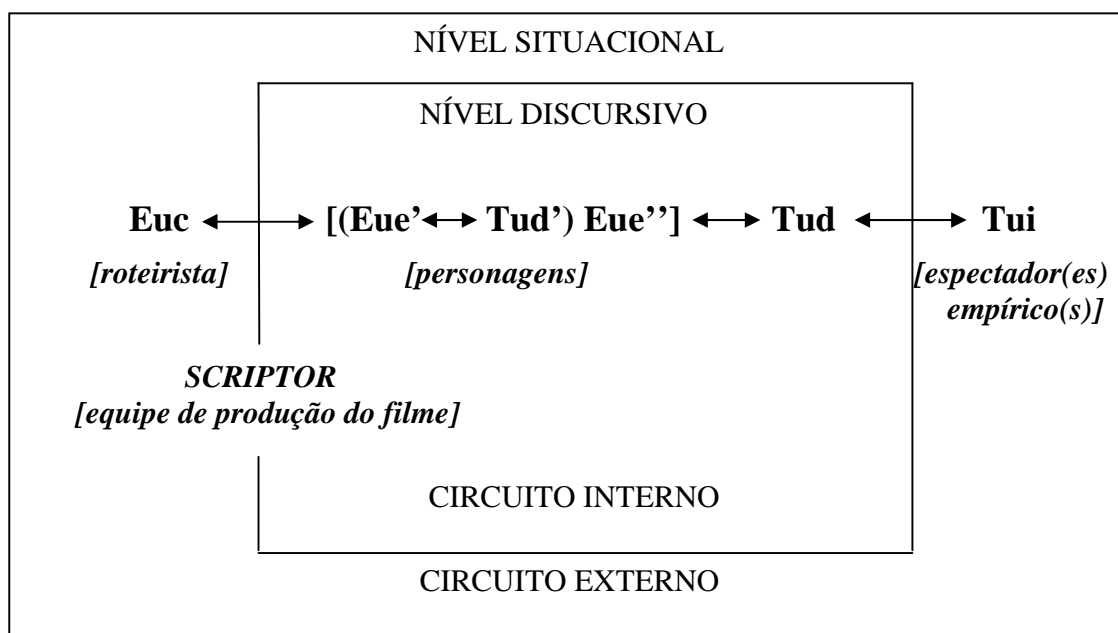 NÍVEL SITUACIONAL
NÍVEL DISCURSIVO
Euc [(Eue’ Tud’) Eue’’] Tud Tui
[roteirista] [personagens] [espectador(es)
empírico(s)]
SCRIPTOR
[equipe de produção do filme]
CIRCUITO INTERNO
CIRCUITO EXTERNO